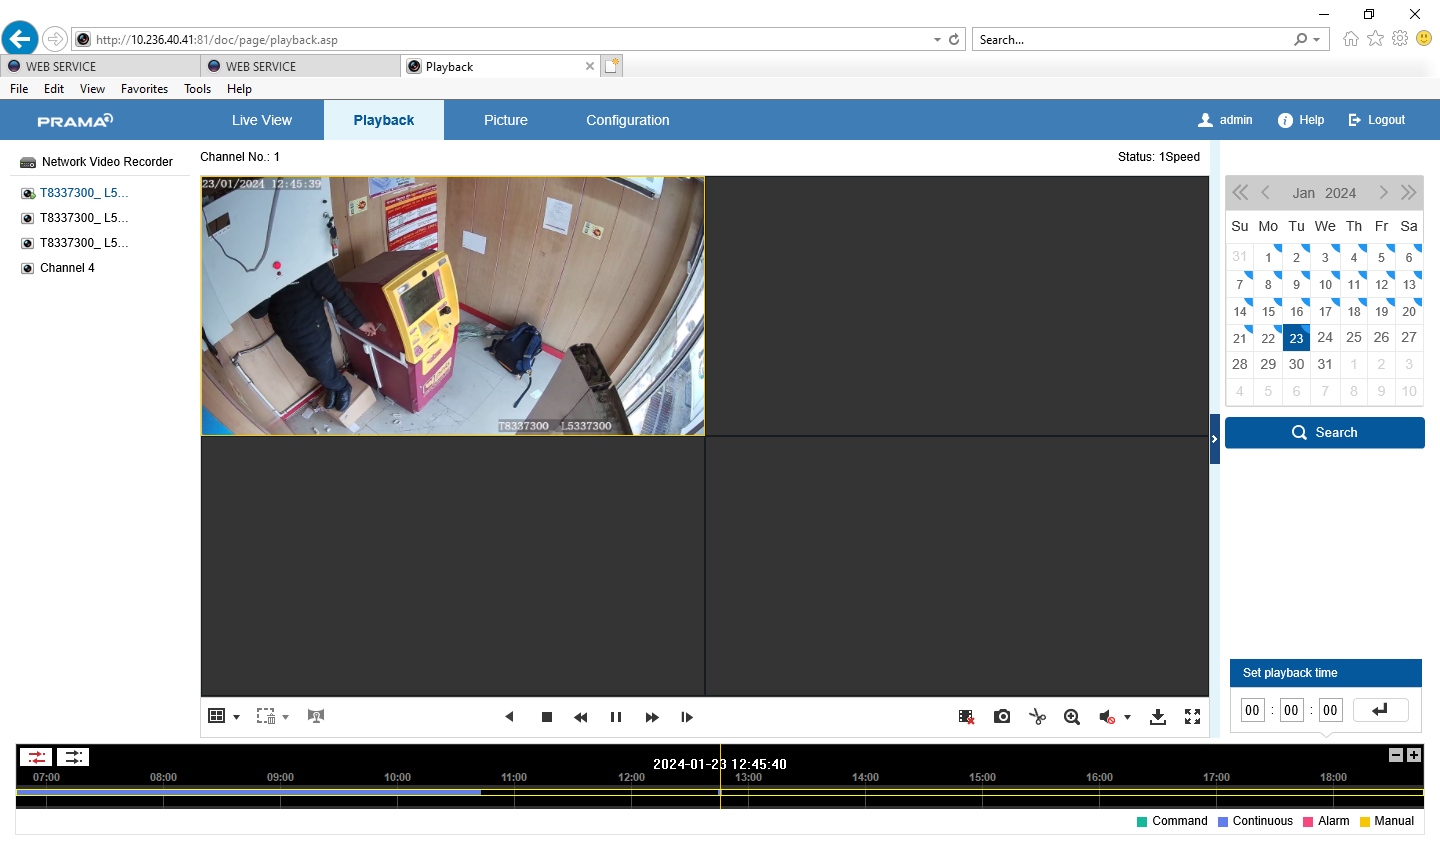 http://10.236.40.41:81/doc/page/playback.asp
Search...
WEB SERVICE
WEB SERVICE
Playback
File Edit View Favorites Tools Help
PRAMA
Live View
Playback
Picture
Configuration
admin
Help
Logout
Network Video Recorder
T8337300_ L5...
T8337300_ L5...
T8337300_ L5...
Channel 4
Channel No.: 1
Status: 1Speed
23/01/2024 12:45:39
T8337300 L5337300
Jan 2024
Su Mo Tu We Th Fr Sa
31 1 2 3 4 5 6
7 8 9 10 11 12 13
14 15 16 17 18 19 20
21 22 23 24 25 26 27
28 29 30 31 1 2 3
4 5 6 7 8 9 10
Search
Set playback time
00 : 00 : 00
2024-01-23 12:45:40
07:00 08:00 09:00 10:00 11:00 12:00 13:00 14:00 15:00 16:00 17:00 18:00
Command Continuous Alarm Manual